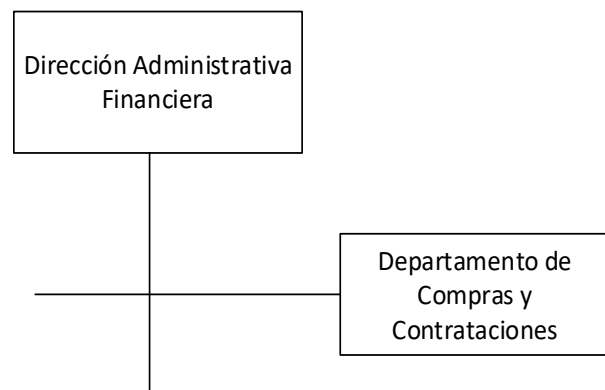 Dirección Administrativa
Financiera
Departamento de
Compras y
Contrataciones